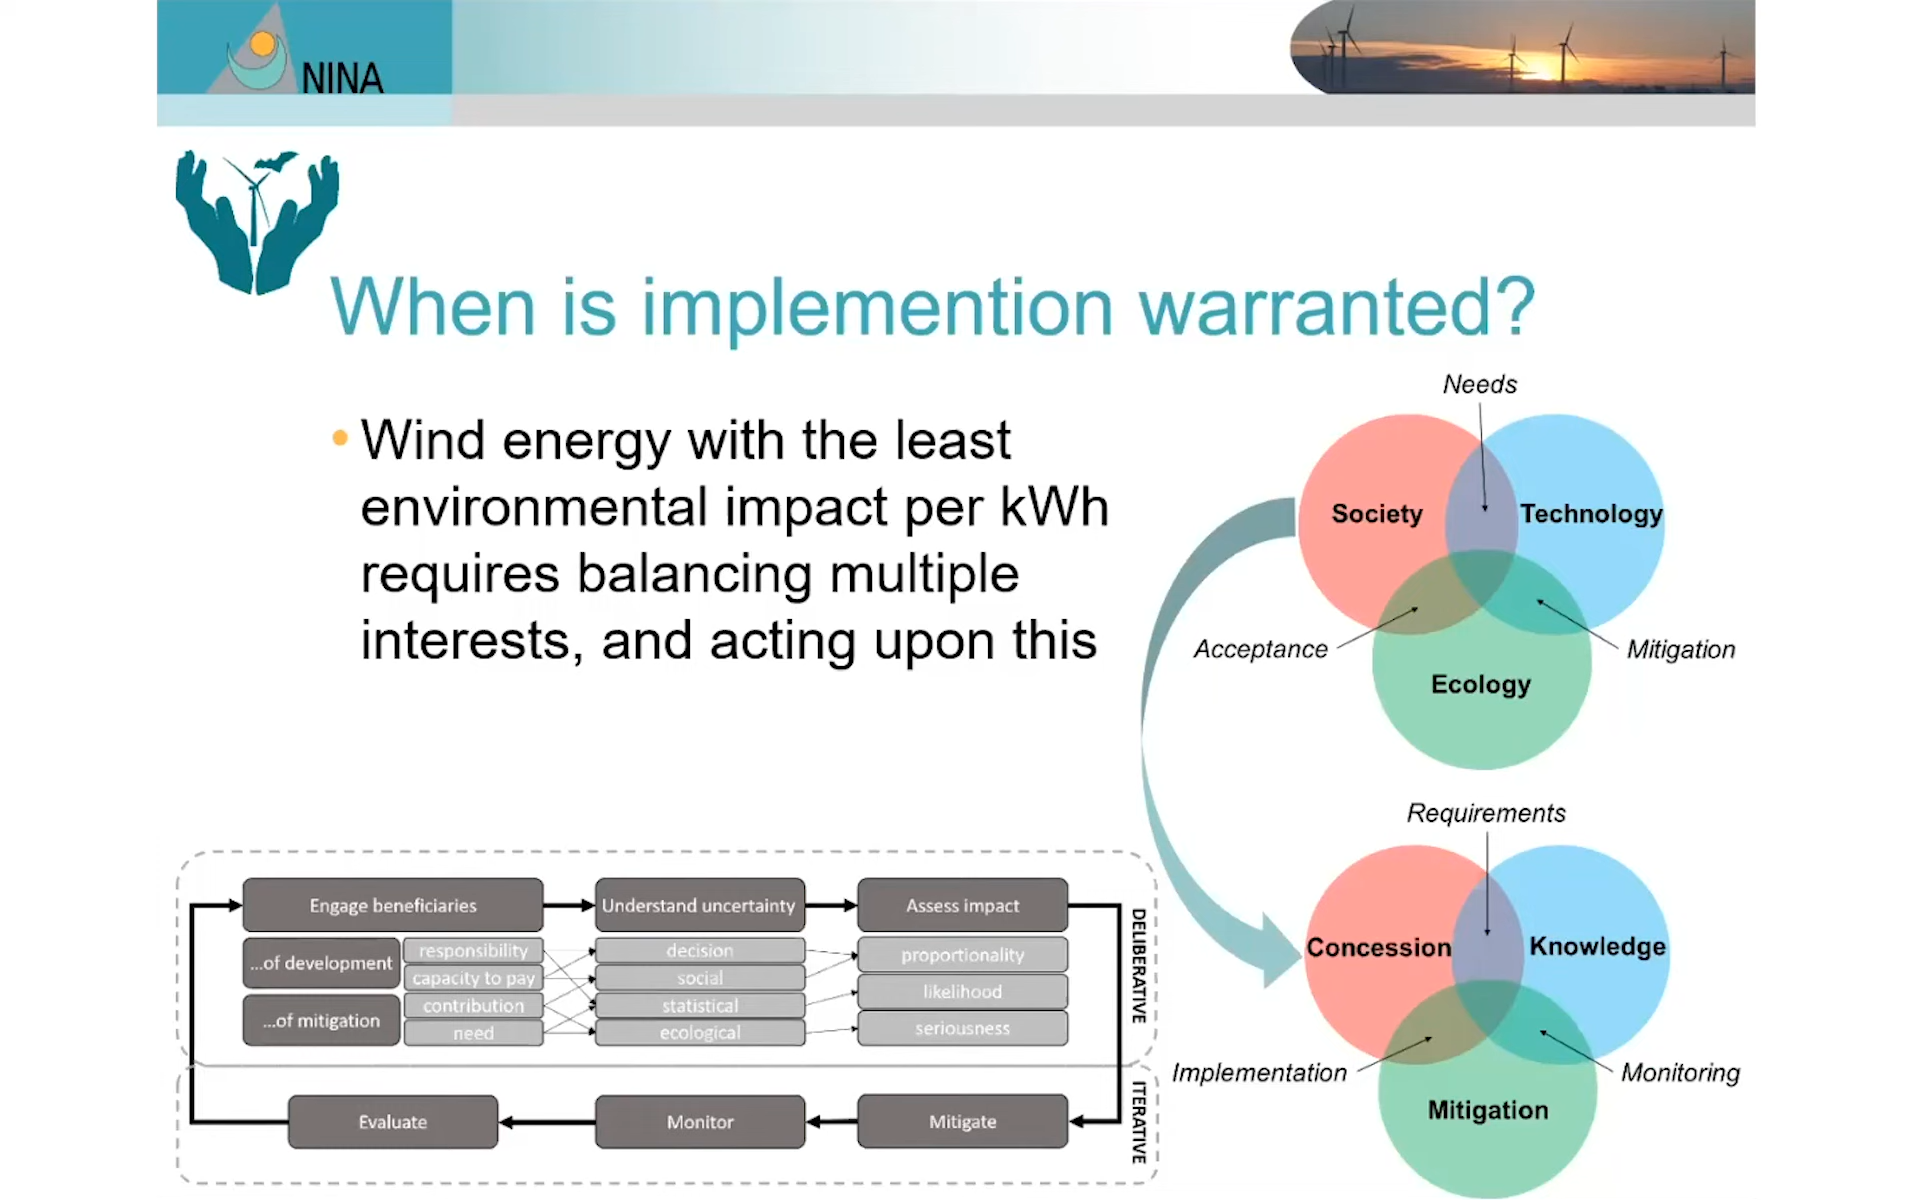 NINA
When is implemention warranted?
• Wind energy with the least
environmental impact per kWh
requires balancing multiple
interests, and acting upon this
Needs
Society
Technology
Acceptance
Mitigation
Ecology
Requirements
Concession
Knowledge
Implementation
Monitoring
Mitigation
Engage beneficiaries
Understand uncertainty
Assess impact
...of development
responsibility
capacity to pay
...of mitigation
contribution
need
decision
social
statistical
ecological
proportionality
likelihood
seriousness
DELIBERATIVE
Evaluate
Monitor
Mitigate
ITERATIVE